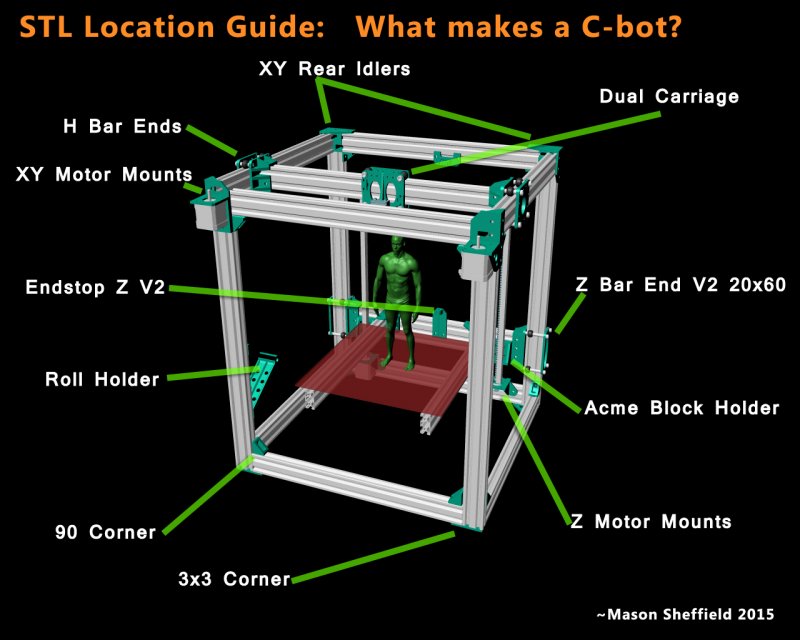 STL Location Guide: What makes a C-bot?
XY Rear Idlers
Dual Carriage
H Bar Ends
XY Motor Mounts
Endstop Z V2
Z Bar End V2 20x60
Roll Holder
Acme Block Holder
90 Corner
Z Motor Mounts
3x3 Corner
~Mason Sheffield 2015